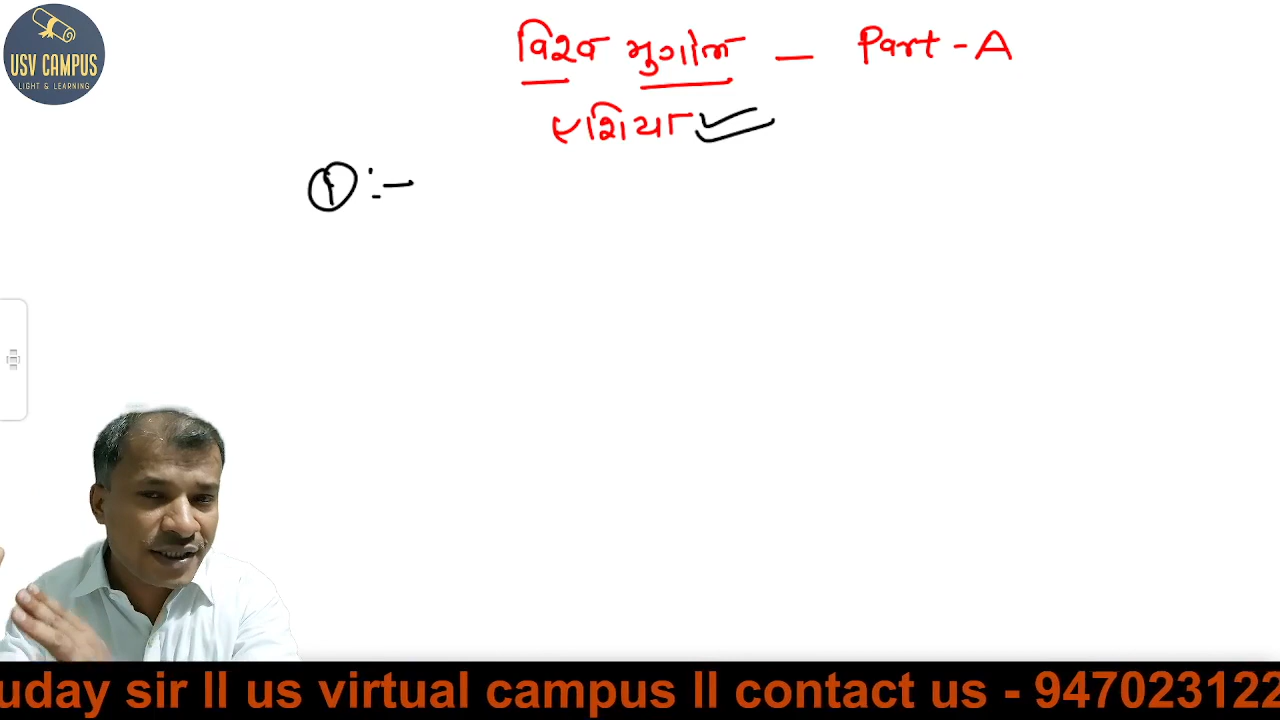 USV CAMPUS
LIGHT & LEARNING
विश्व भुगोल — Part - A
एशिया
① :-
uday sir ll us virtual campus ll contact us - 947023122